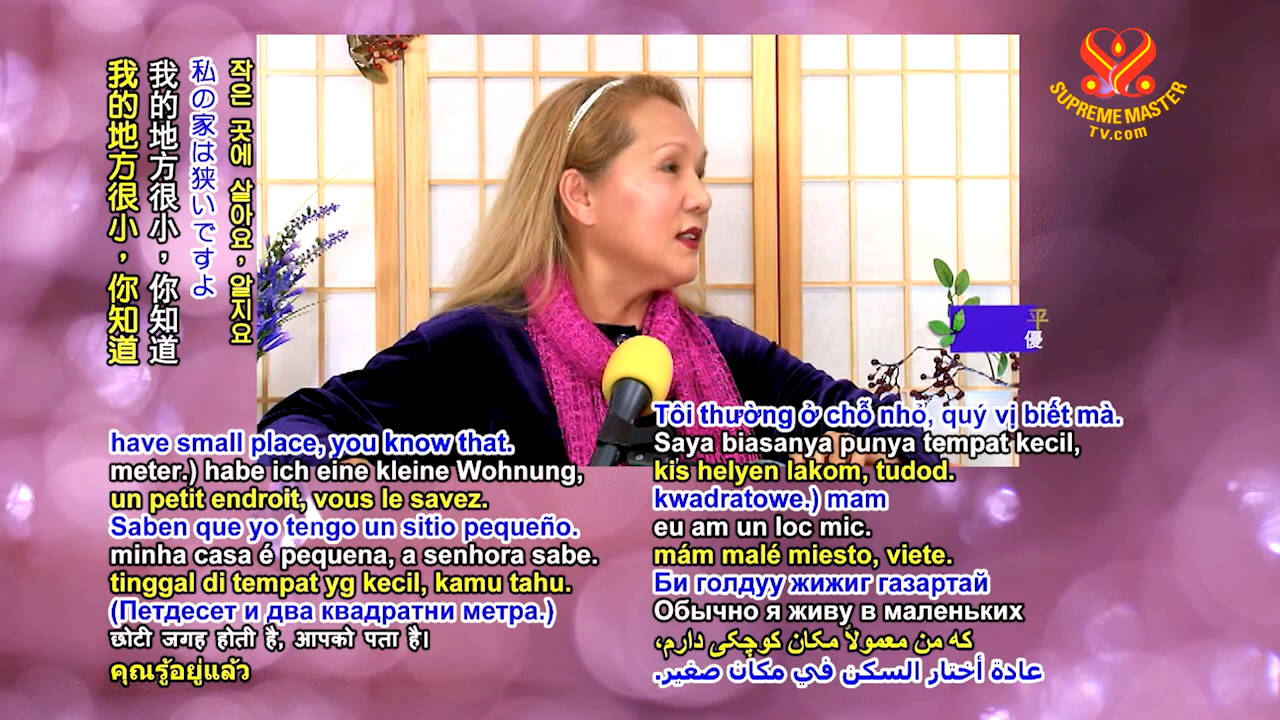 SUPREME MASTER
TV.com
我的地方很小，你知道
我的地方很小，你知道
私の家は狭いですよ
작은 곳에 살아요, 알지요
平
優
have small place, you know that.
meter.) habe ich eine kleine Wohnung,
un petit endroit, vous le savez.
Saben que yo tengo un sitio pequeño.
minha casa é pequena, a senhora sabe.
tinggal di tempat yg kecil, kamu tahu.
(Петдесет и два квадратни метра.)
छोटी जगह होती है, आपको पता है।
คุณรู้อยู่แล้ว
Tôi thường ở chỗ nhỏ, quý vị biết mà.
Saya biasanya punya tempat kecil,
kis helyen lakom, tudod.
kwadratowe.) mam
eu am un loc mic.
mám malé miesto, viete.
Би голдуу жижиг газартай
Обычно я живу в маленьких
که من معمولاً مکان کوچکی دارم،
عادة أختار السكن في مكان صغير.